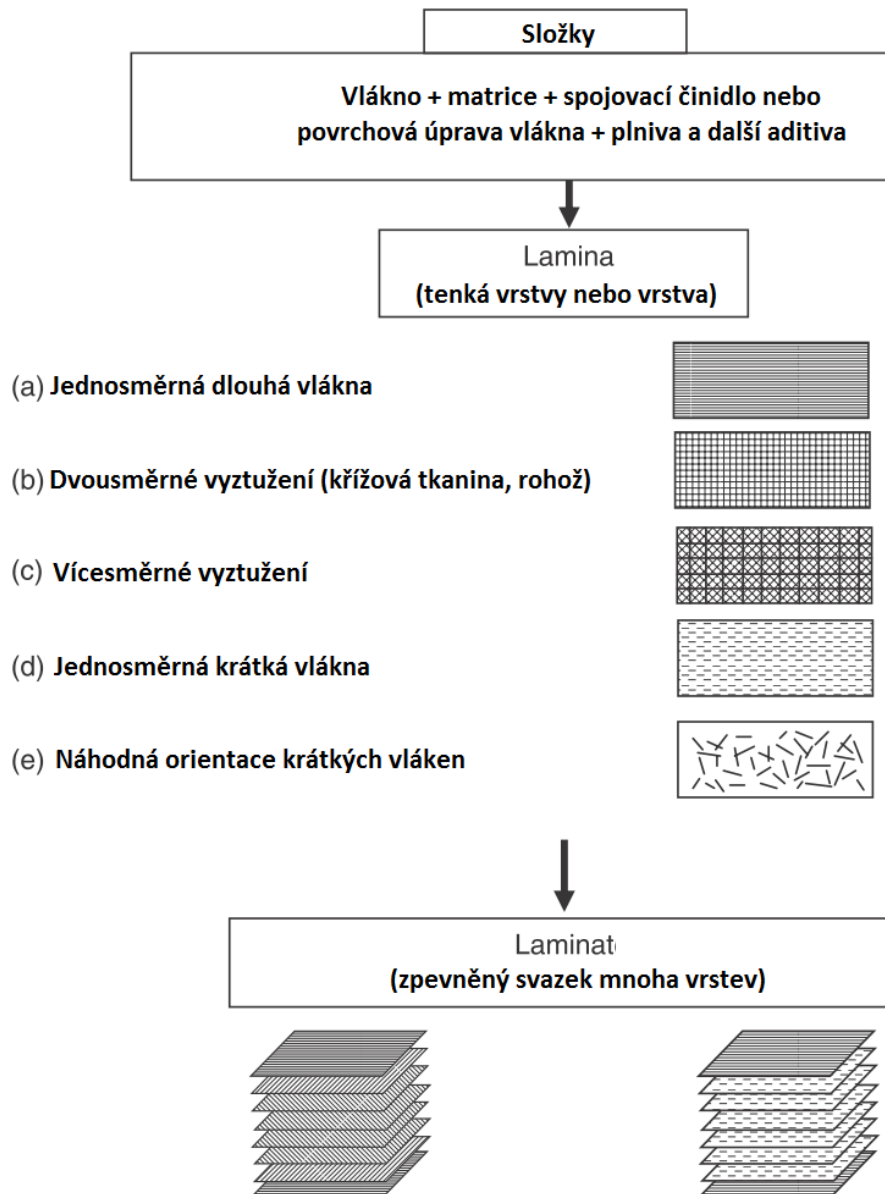 Složky
Vlákno + matrice + spojovací činidlo nebo
povrchová úprava vlákna + plniva a další aditiva
Lamina
(tenká vrstvy nebo vrstva)
(a) Jednosměrná dlouhá vlákna
(b) Dvousměrné vyztužení (křížová tkanina, rohož)
(c) Vícesměrné vyztužení
(d) Jednosměrná krátká vlákna
(e) Náhodná orientace krátkých vláken
Laminat
(zpevněný svazek mnoha vrstev)